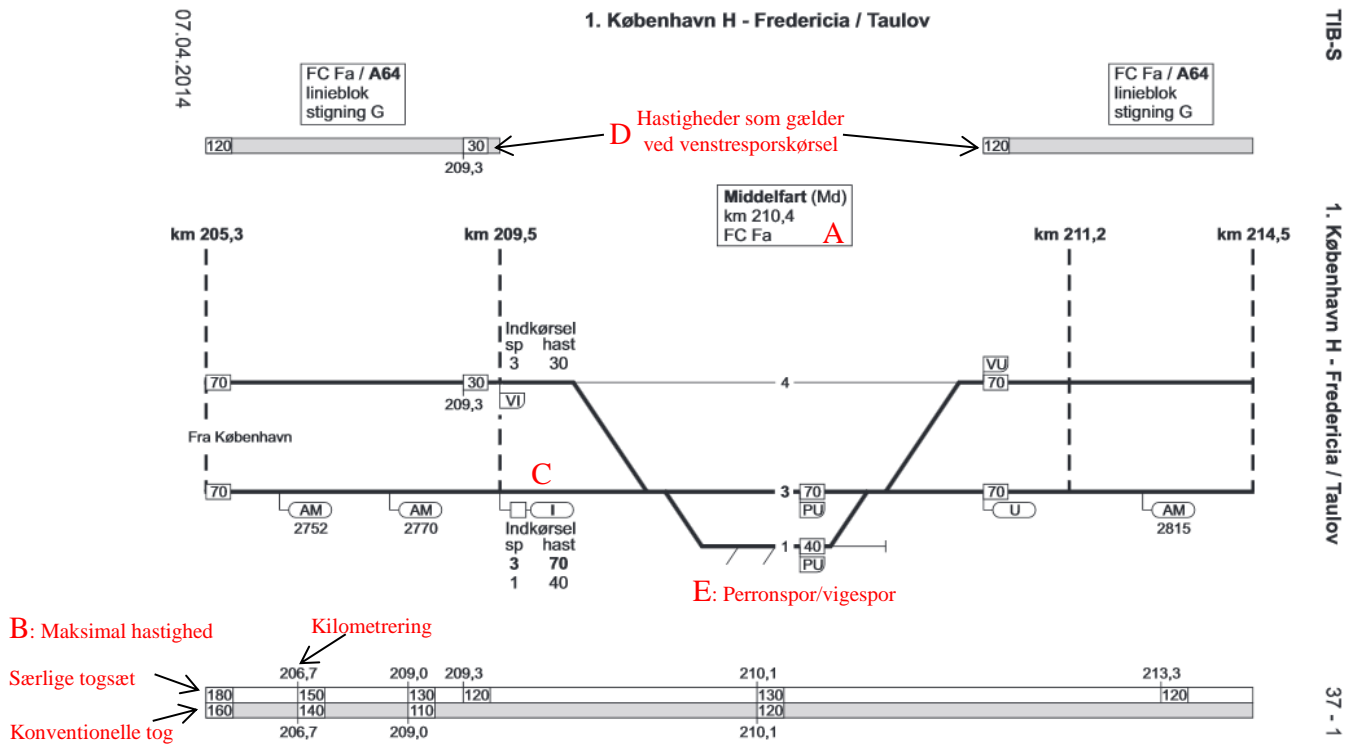 1. København H - Fredericia / Taulov
07.04.2014
TIB-S
FC Fa / A64
linieblok
stigning G
FC Fa / A64
linieblok
stigning G
D Hastigheder som gælder
ved venstresporskørsel
120 30 120
209,3
Middelfart (Md)
km 210,4
FC Fa A
1. København H - Fredericia / Taulov
km 205,3 km 209,5 km 211,2 km 214,5
Indkørsel
sp hast
3 30
VU
70 30 4 70
209,3 VI
Fra København
C
70 3 70 70
AM AM I PU U AM
2752 2770 2815
Indkørsel
sp hast
3 70
1 40
1 40
PU
E: Perronspor/vigespor
B: Maksimal hastighed
Kilometrering
206,7 209,0 209,3 210,1 213,3
Særlige togsæt
180 150 130 120 130 120
160 140 110 120
Konventionelle tog
206,7 209,0 210,1
37 - 1